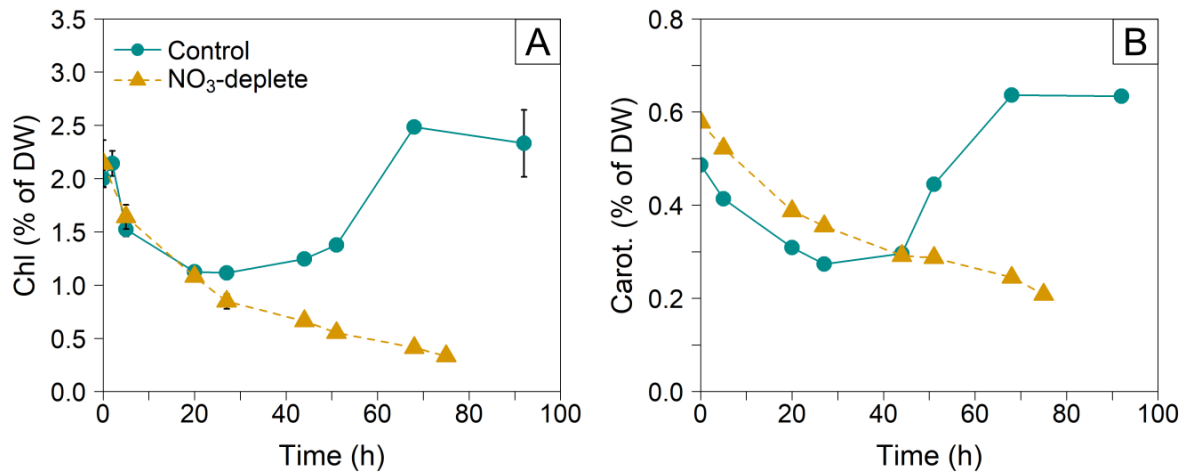 A
Control
NO₃-deplete
Chl (% of DW)
3.5
3.0
2.5
2.0
1.5
1.0
0.5
0.0
0 20 40 60 80 100
Time (h)
B
Carot. (% of DW)
0.8
0.6
0.4
0.2
0.0
0 20 40 60 80 100
Time (h)